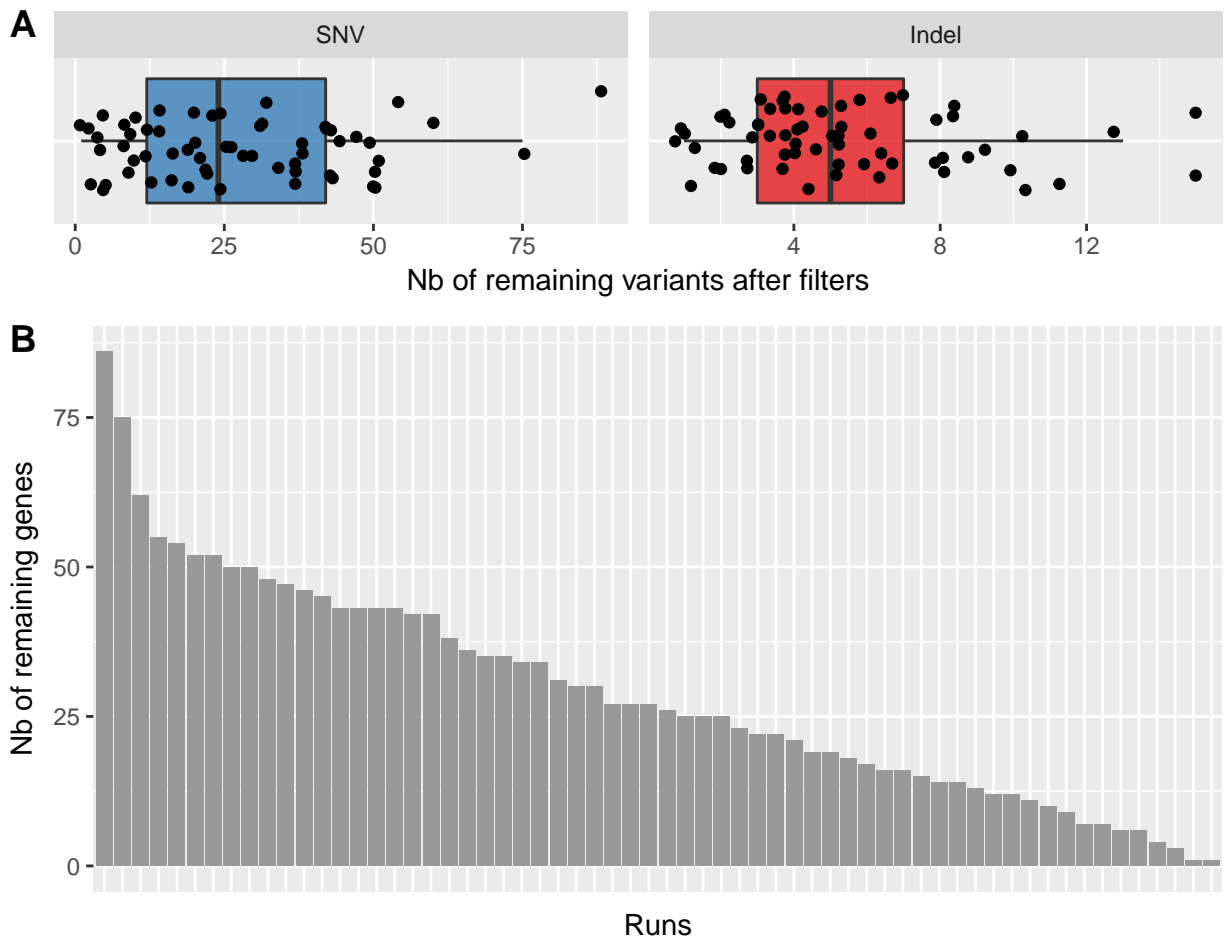 A
SNV
Indel
0
25
50
75
4
8
12
Nb of remaining variants after filters
B
75
50
25
0
Nb of remaining genes
Runs